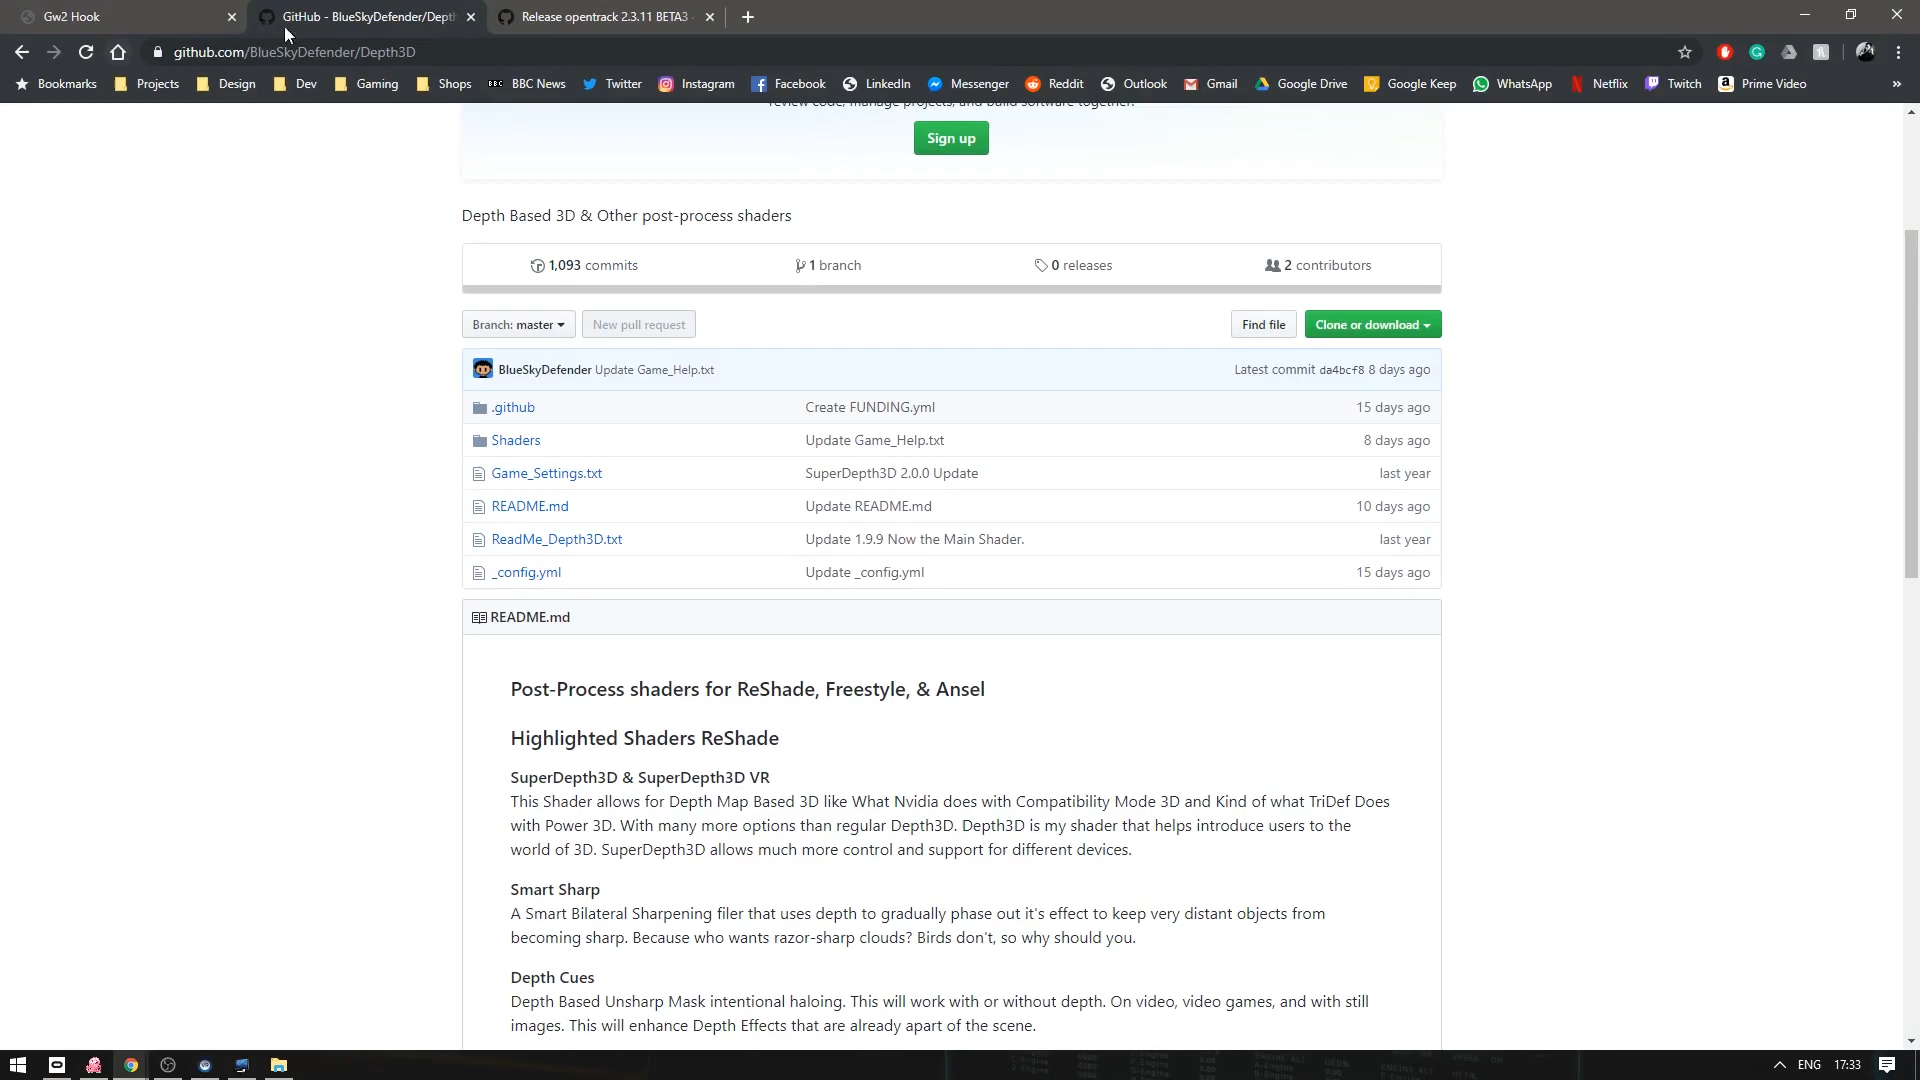 Gw2 Hook
GitHub - BlueSkyDefender/Depth
Release opentrack 2.3.11 BETA3
github.com/BlueSkyDefender/Depth3D
Bookmarks Projects Design Dev Gaming Shops BBC BBC News Twitter Instagram Facebook LinkedIn Messenger Reddit Outlook Gmail Google Drive Google Keep WhatsApp Netflix Twitch Prime Video »
review code, manage projects, and build software together.
Sign up
Depth Based 3D & Other post-process shaders
1,093 commits 1 branch 0 releases 2 contributors
Branch: master New pull request Find file Clone or download
BlueSkyDefender Update Game_Help.txt Latest commit da4bcf8 8 days ago
.github Create FUNDING.yml 15 days ago
Shaders Update Game_Help.txt 8 days ago
Game_Settings.txt SuperDepth3D 2.0.0 Update last year
README.md Update README.md 10 days ago
ReadMe_Depth3D.txt Update 1.9.9 Now the Main Shader. last year
_config.yml Update _config.yml 15 days ago
README.md
Post-Process shaders for ReShade, Freestyle, & Ansel
Highlighted Shaders ReShade
SuperDepth3D & SuperDepth3D VR
This Shader allows for Depth Map Based 3D like What Nvidia does with Compatibility Mode 3D and Kind of what TriDef Does
with Power 3D. With many more options than regular Depth3D. Depth3D is my shader that helps introduce users to the
world of 3D. SuperDepth3D allows much more control and support for different devices.
Smart Sharp
A Smart Bilateral Sharpening filer that uses depth to gradually phase out it's effect to keep very distant objects from
becoming sharp. Because who wants razor-sharp clouds? Birds don't, so why should you.
Depth Cues
Depth Based Unsharp Mask intentional haloing. This will work with or without depth. On video, video games, and with still
images. This will enhance Depth Effects that are already apart of the scene.
ENG 17:33